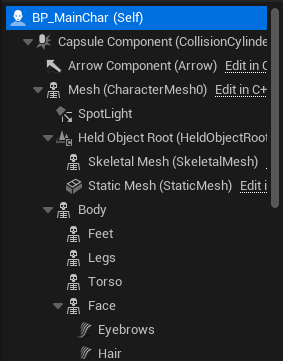 BP_MainChar (Self)
Capsule Component (CollisionCylinde
Arrow Component (Arrow) Edit in C
Mesh (CharacterMesh0) Edit in C+
SpotLight
Held Object Root (HeldObjectRoot
Skeletal Mesh (SkeletalMesh)
Static Mesh (StaticMesh) Edit i
Body
Feet
Legs
Torso
Face
Eyebrows
Hair